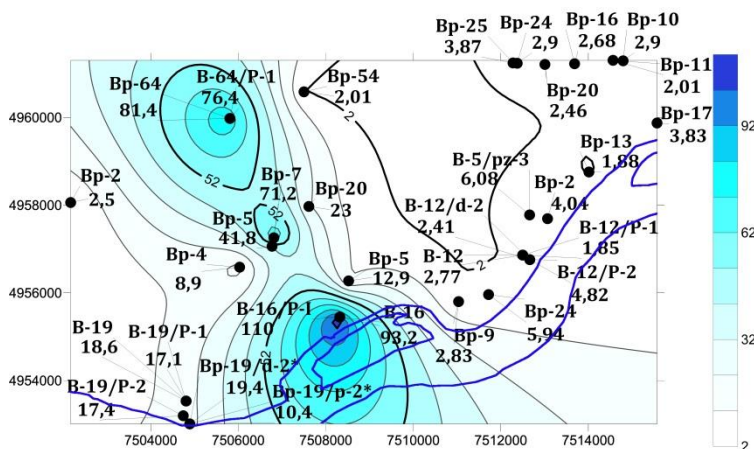 Bp-25
3,87
Bp-24
2,9
Bp-16
2,68
Bp-10
2,9
Bp-11
2,01
Bp-17
3,83
Bp-20
2,46
Bp-13
1,88
Bp-64
81,4
B-64/P-1
76,4
Bp-54
2,01
4960000
2
52
Bp-7
71,2
B-5/pz-3
6,08
Bp-2
4,04
Bp-2
2,5
Bp-20
23
B-12/d-2
2,41
B-12/P-1
1,85
4958000
52
Bp-5
41,8
Bp-4
8,9
Bp-5
12,9
B-12
2,77
2
B-12/P-2
4,82
4956000
B-16/P-I
110
B-16
93,2
Bp-9
2,83
Bp-24
5,94
B-19
18,6
B-19/P-1
17,1
52
Bp-19/d-2*
19,4
4954000
B-19/P-2
17,4
Bp-19/p-2*
10,4
7504000
7506000
7508000
7510000
7512000
7514000
92
62
32
2